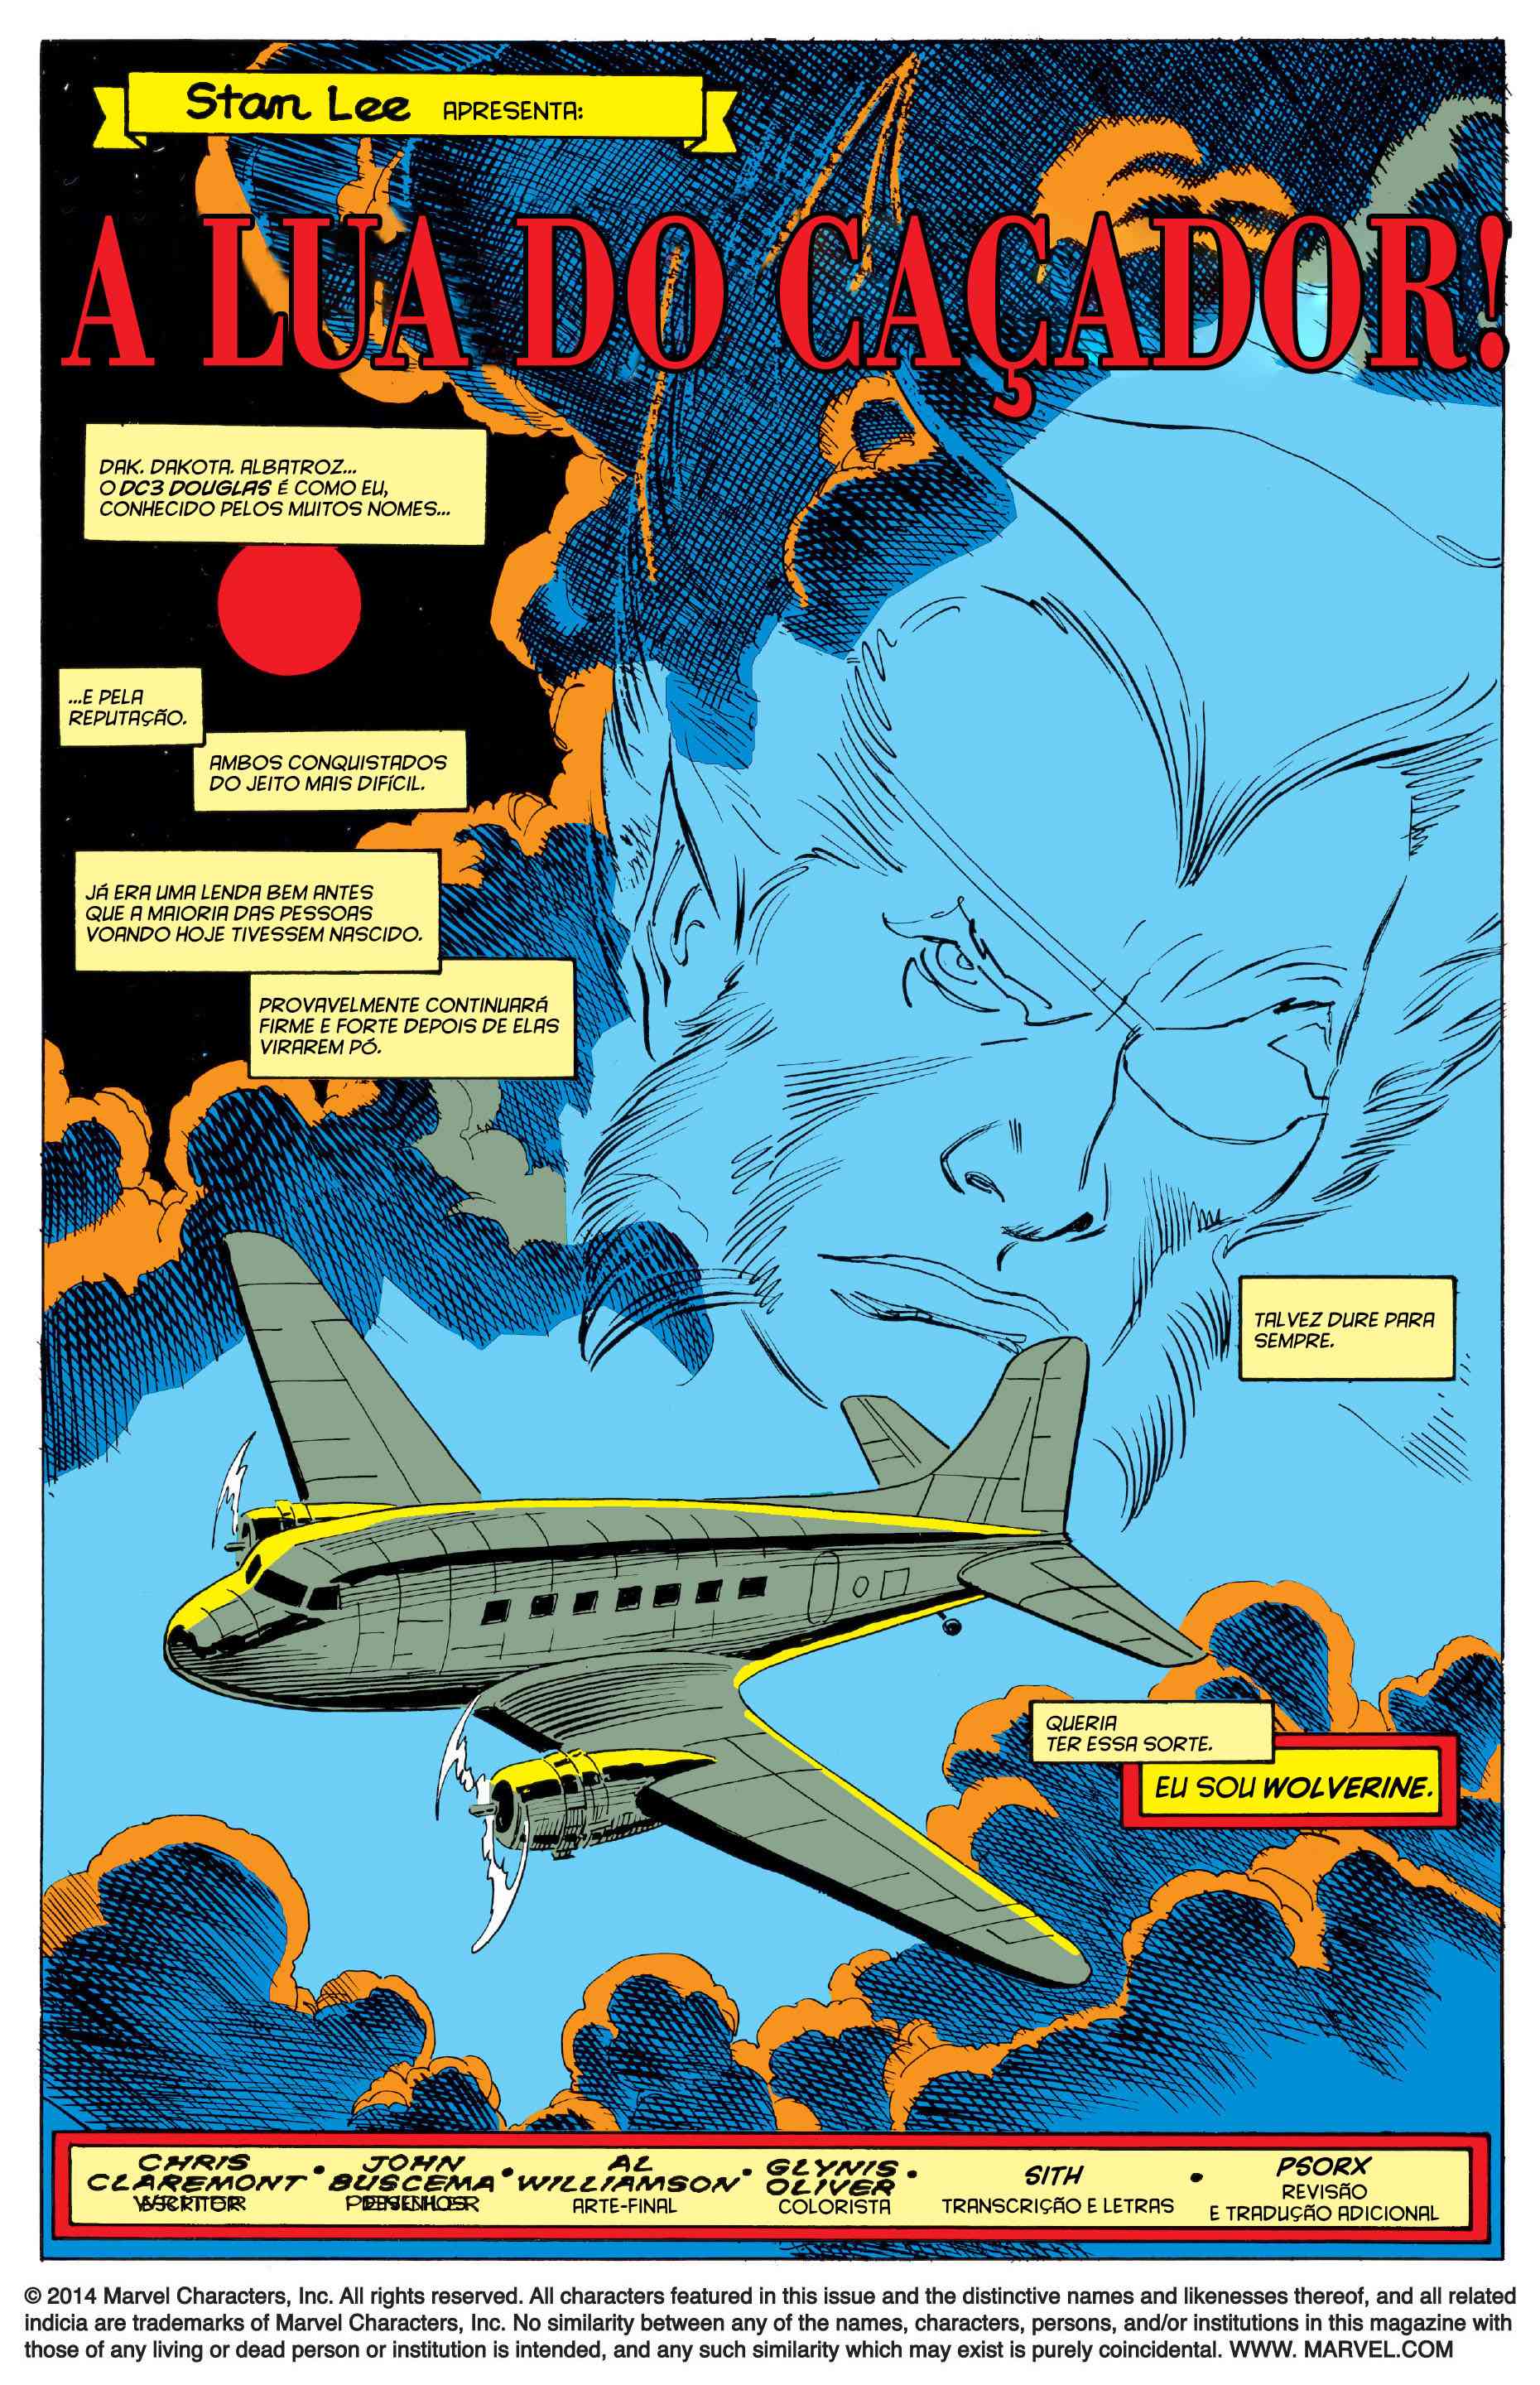 Stan Lee APRESENTA:
A LUA DO CAÇADOR!
DAK. DAKOTA. ALBATROZ...
O DC3 DOUGLAS É COMO EU,
CONHECIDO PELOS MUITOS NOMES...
...E PELA
REPUTAÇÃO.
AMBOS CONQUISTADOS
DO JEITO MAIS DIFÍCIL.
JÁ ERA UMA LENDA BEM ANTES
QUE A MAIORIA DAS PESSOAS
VOANDO HOJE TIVESSEM NASCIDO.
PROVAVELMENTE CONTINUARÁ
FIRME E FORTE DEPOIS DE ELAS
VIRAREM PÓ.
TALVEZ DURE PARA
SEMPRE.
QUERIA
TER ESSA SORTE.
EU SOU WOLVERINE.
CHRIS
CLAREMONT
•
JOHN
BUSCEMA
•
AL
WILLIAMSON
ARTE-FINAL
•
GLYNIS
OLIVER
COLORISTA
•
SITH
TRANSCRIÇÃO E LETRAS
•
PSORX
REVISÃO
E TRADUÇÃO ADICIONAL
© 2014 Marvel Characters, Inc. All rights reserved. All characters featured in this issue and the distinctive names and likenesses thereof, and all related
indicia are trademarks of Marvel Characters, Inc. No similarity between any of the names, characters, persons, and/or institutions in this magazine with
those of any living or dead person or institution is intended, and any such similarity which may exist is purely coincidental. WWW. MARVEL.COM